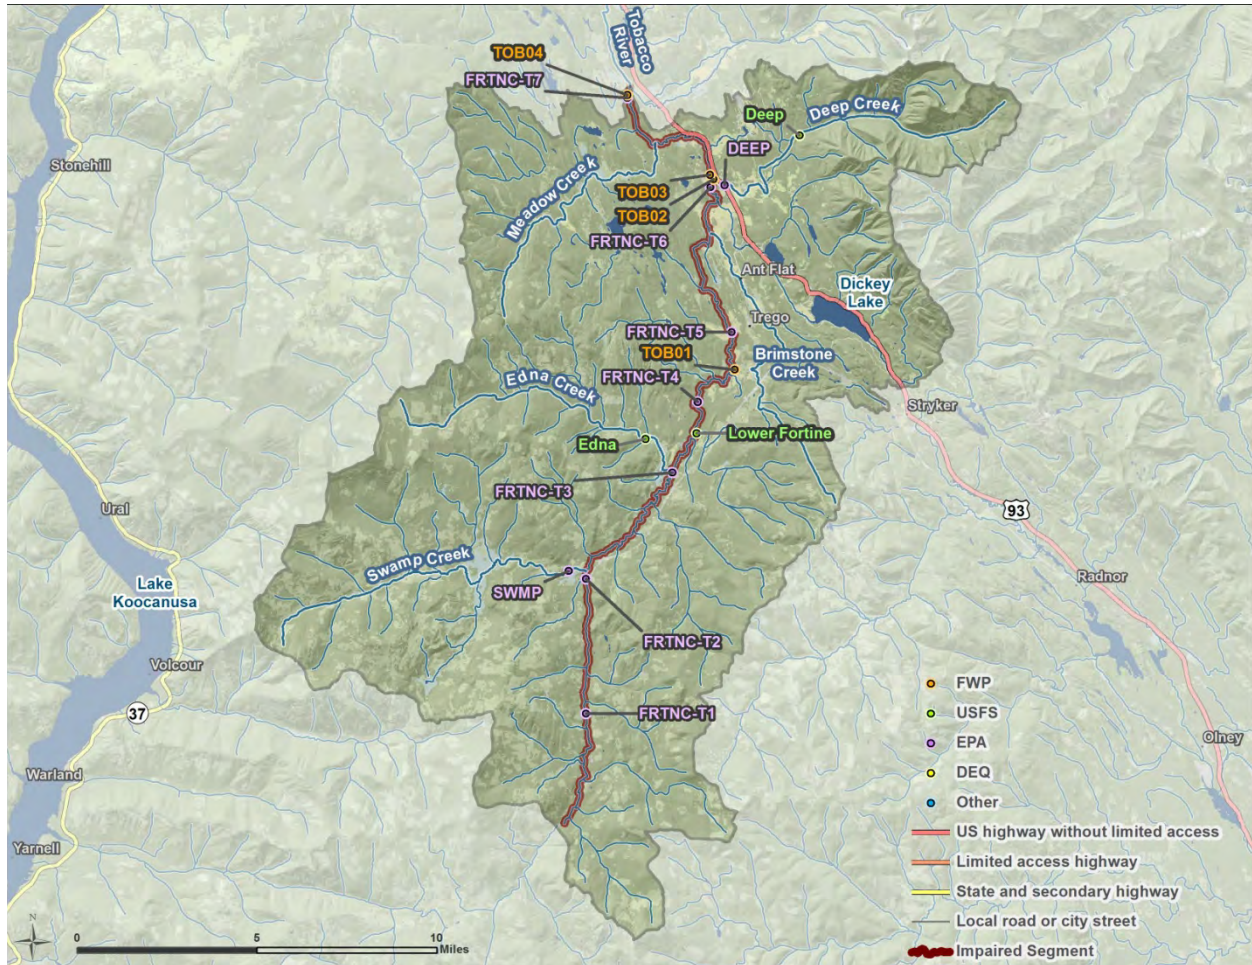 Tobacco
River
TOB04
FRTNC-T7
Deep
Deep Creek
DEEP
Stonehill
Meadow Creek
TOB03
TOB02
FRTNC-T6
Ant Flat
Dickey
Lake
Trego
FRTNC-T5
TOB01
Brimstone
Creek
FRTNC-T4
Edna Creek
Stryker
Lower Fortine
Edna
FRTNC-T3
93
Ural
Swamp Creek
Radnor
Lake
Koocanusa
SWMP
FRTNC-T2
Volcour
37
FRTNC-T1
Olney
Warland
Yarnell
FWP
USFS
EPA
DEQ
Other
US highway without limited access
Limited access highway
State and secondary highway
Local road or city street
Impaired Segment
N
0 5 10
Miles